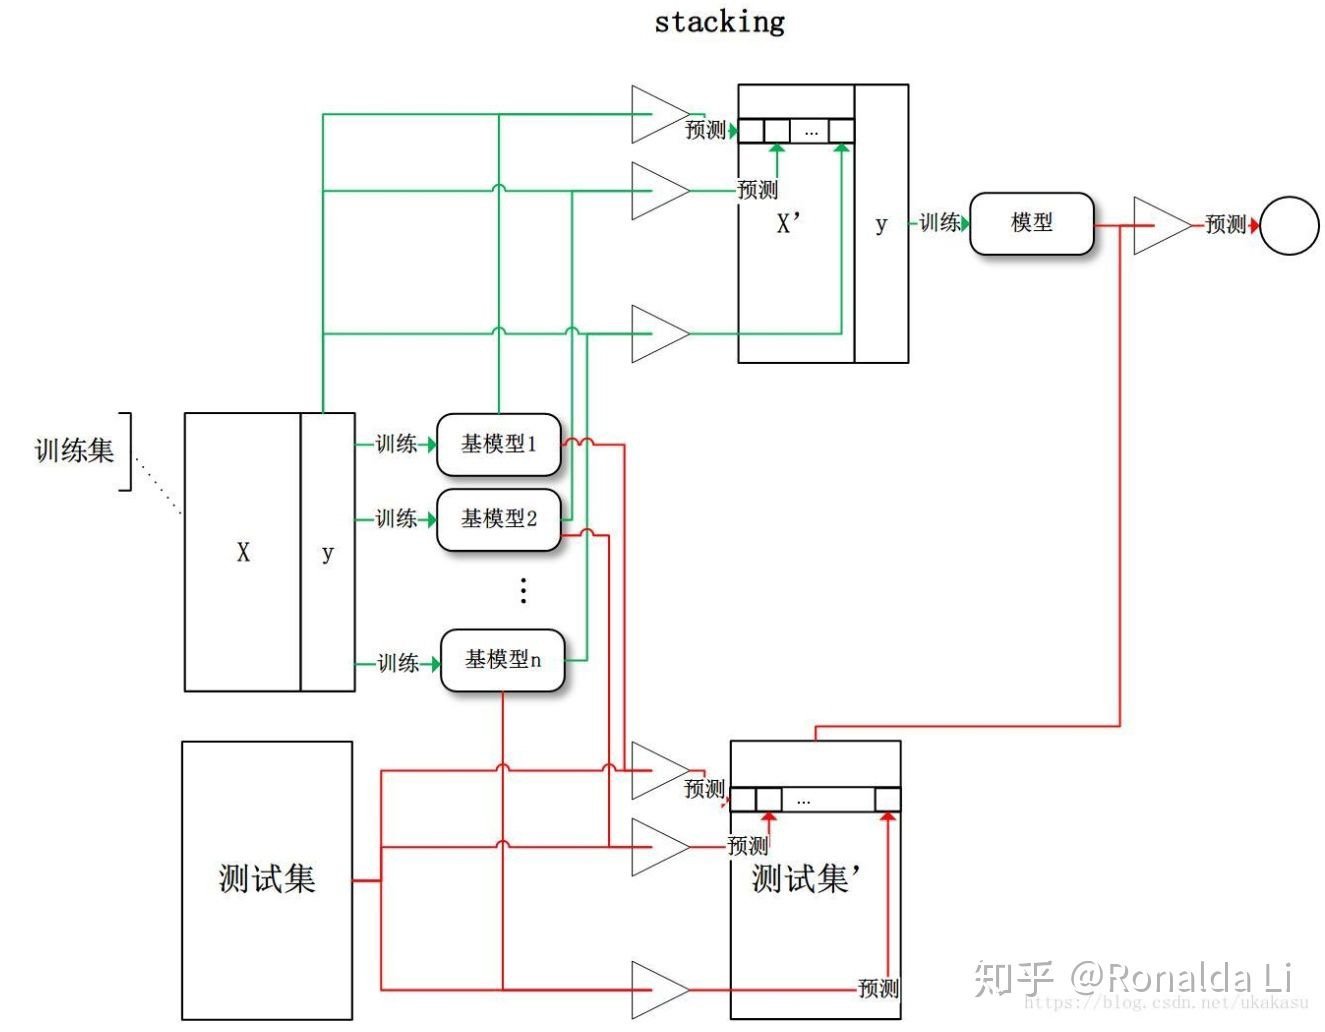 stacking
预测
...
预测
X'
y
训练
模型
预测
训练集
训练
基模型1
训练
基模型2
X
y
训练
基模型n
预测
...
预测
测试集
测试集'
预测
知乎 @Ronalda Li
https://blog.csdn.net/ukakasu